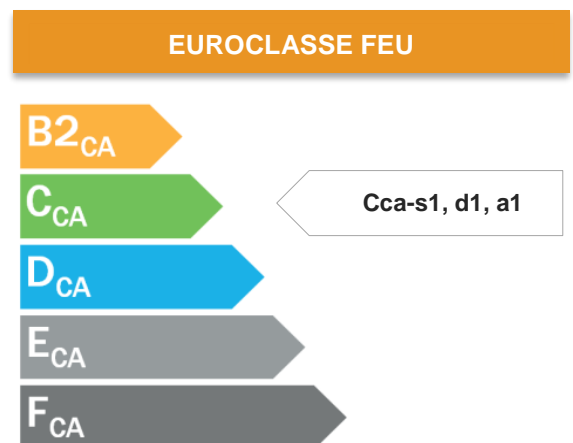 EUROCLASSE FEU
B2CA
CCA
Cca-s1, d1, a1
DCA
ECA
FCA